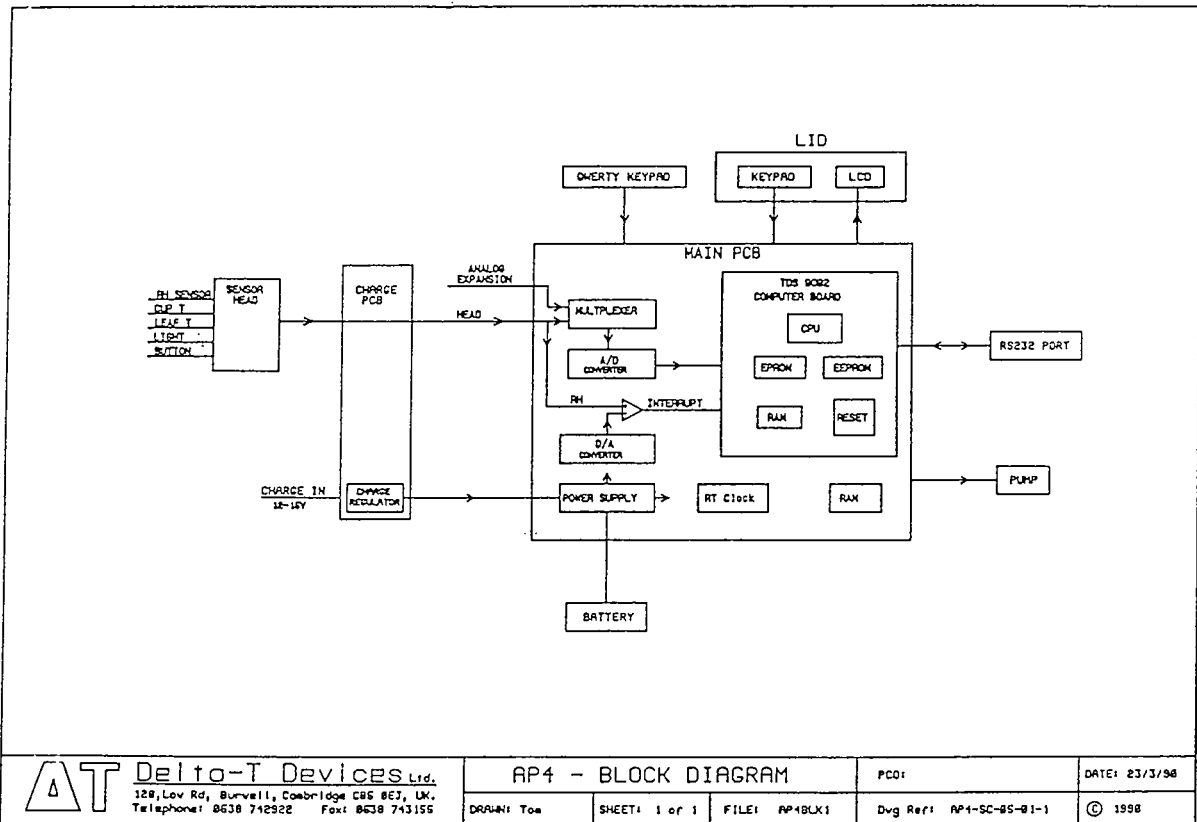 LID
QWERTY KEYPAD
KEYPAD
LCD
MAIN PCB
SENSOR
HEAD
RH SENSOR
CUP T
LEAF T
LIGHT
BUTTON
CHARGE
PCB
ANALOG
EXPANSION
HEAD
MULTPLEXER
A/D
CONVERTER
TDS 9092
COMPUTER BOARD
CPU
EPROM
EEPROM
RAM
RESET
RS232 PORT
RH
INTERRUPT
D/A
CONVERTER
CHARGE IN
12-15V
CHARGE
REGULATOR
POWER SUPPLY
RT Clock
RAM
PUMP
BATTERY
ΔT Delta-T Devices Ltd.
128, Low Rd, Burwell, Cambridge CB5 0EJ, UK.
Telephone: 0638 742922 Fax: 0638 743155
AP4 - BLOCK DIAGRAM
PCO:
DATE: 23/3/90
DRAWN: Tom
SHEET: 1 of 1
FILE: AP4BLK1
Dwg Ref: AP4-SC-05-01-1
© 1990